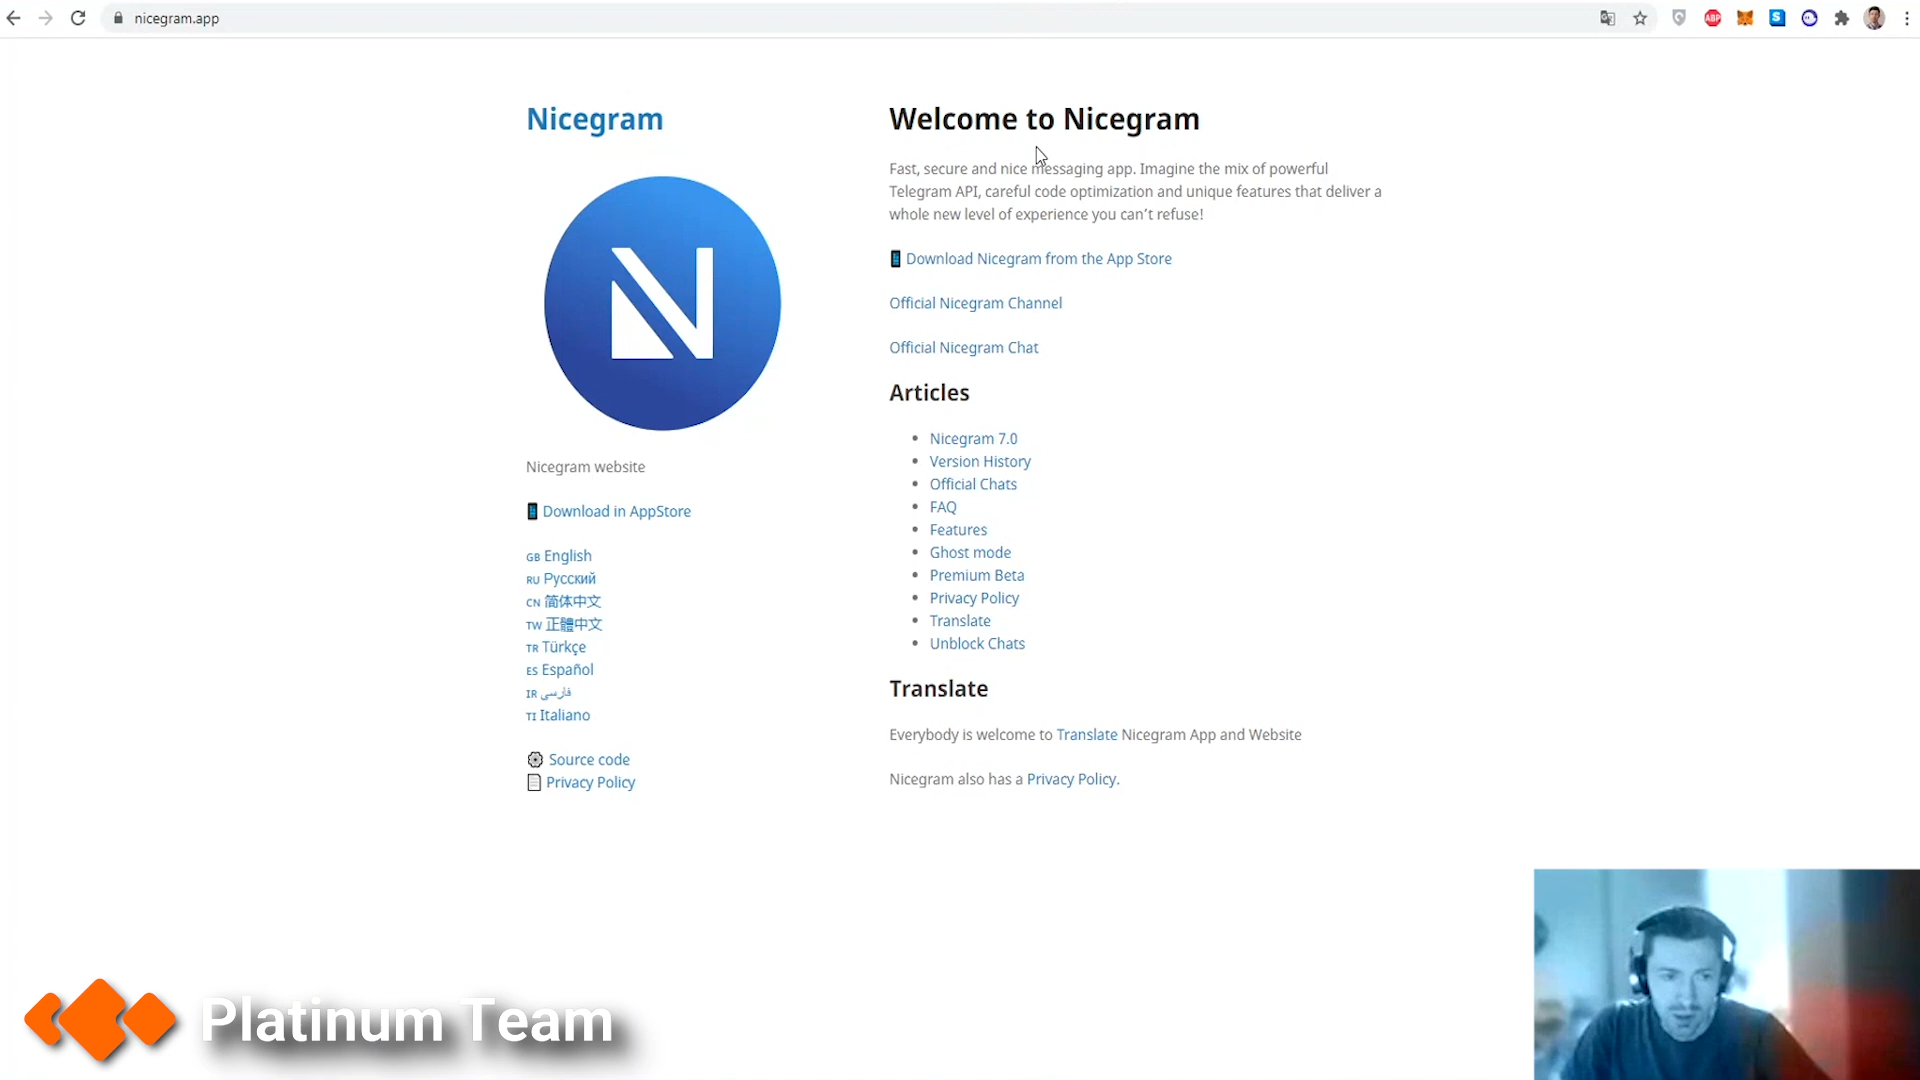 nicegram.app
ABP
S
Nicegram
N
Nicegram website
Download in AppStore
GB English
RU Русский
CN 简体中文
TW 正體中文
TR Türkçe
ES Español
IR فارسی
TI Italiano
Source code
Privacy Policy
Welcome to Nicegram
Fast, secure and nice messaging app. Imagine the mix of powerful
Telegram API, careful code optimization and unique features that deliver a
whole new level of experience you can’t refuse!
Download Nicegram from the App Store
Official Nicegram Channel
Official Nicegram Chat
Articles
Nicegram 7.0
Version History
Official Chats
FAQ
Features
Ghost mode
Premium Beta
Privacy Policy
Translate
Unblock Chats
Translate
Everybody is welcome to Translate Nicegram App and Website
Nicegram also has a Privacy Policy.
Platinum Team